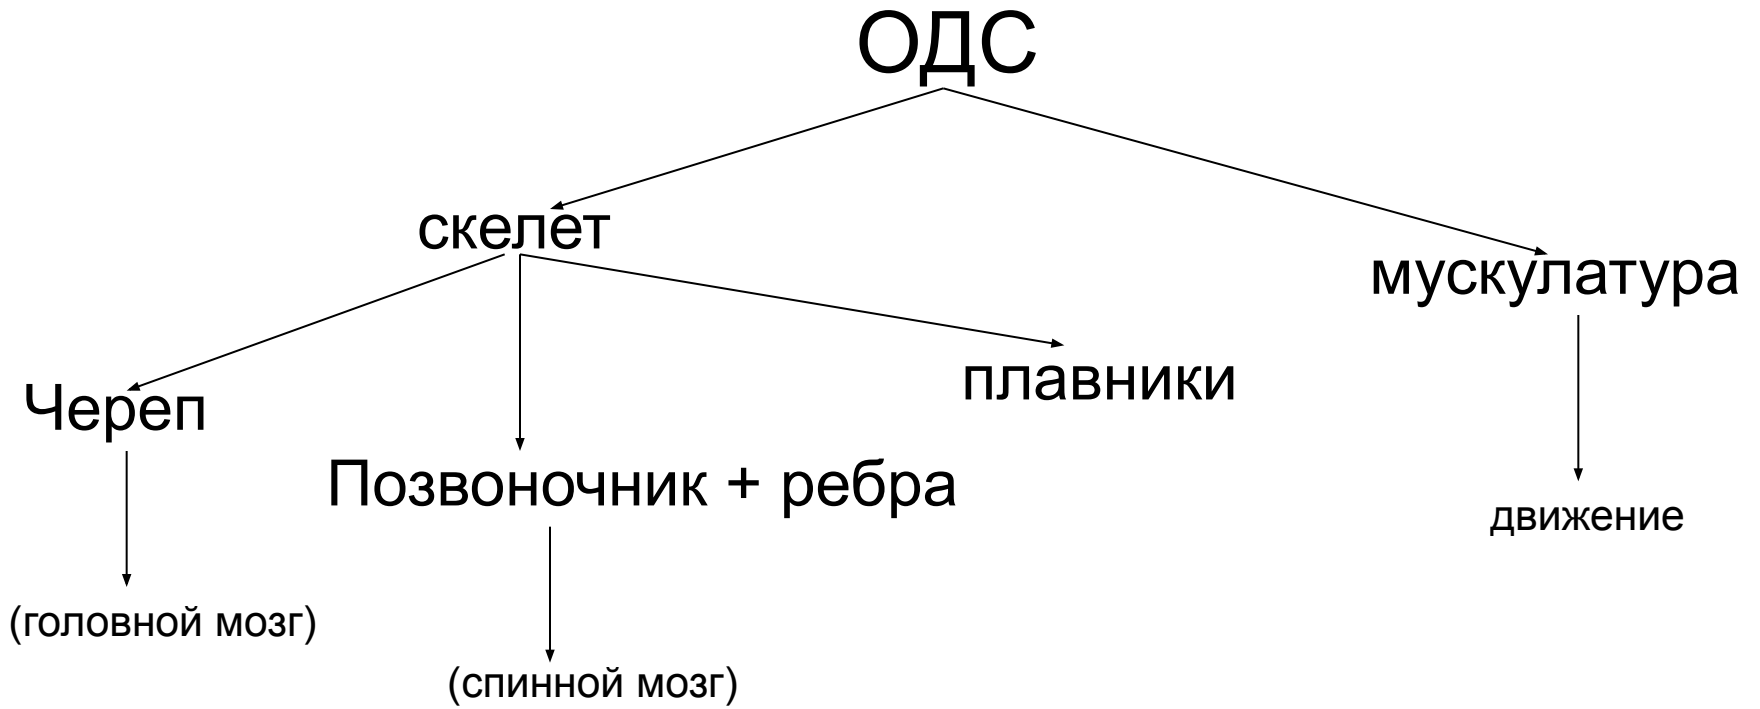 ОДС
скелет
мускулатура
плавники
Череп
Позвоночник + ребра
движение
(головной мозг)
(спинной мозг)